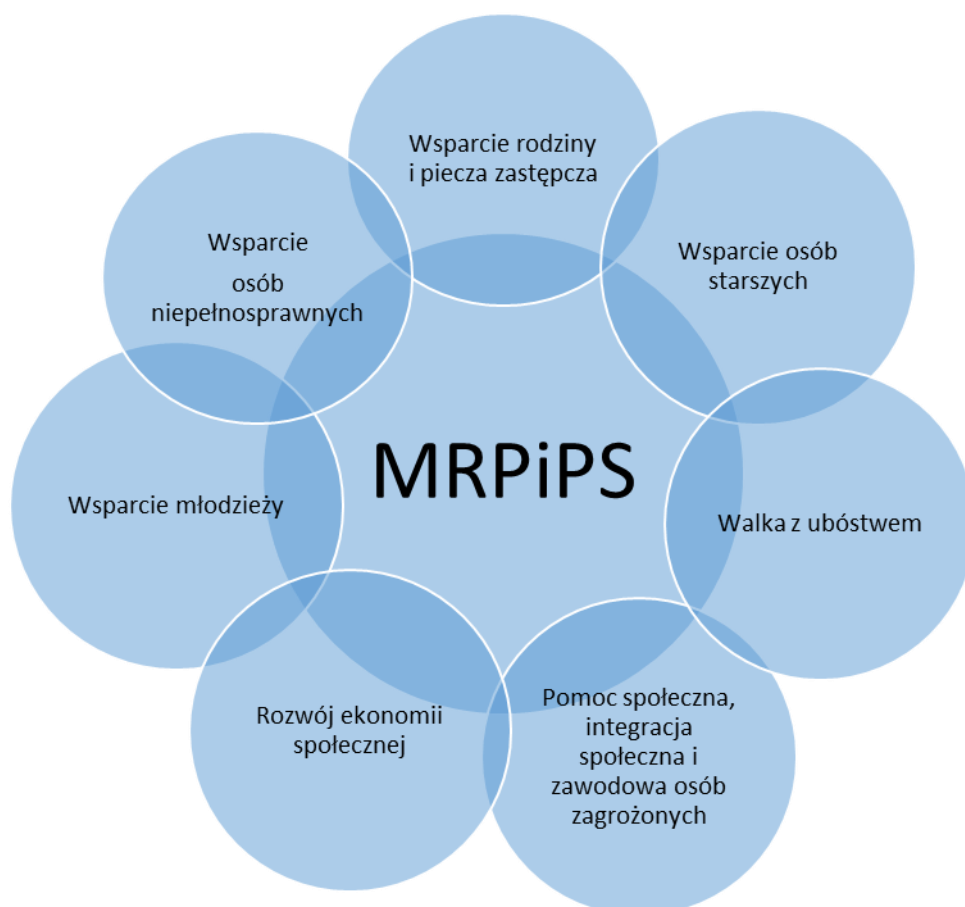 Wsparcie rodziny
i piecza zastępcza
Wsparcie osób
starszych
Walka z ubóstwem
Pomoc społeczna,
integracja
społeczna i
zawodowa osób
zagrożonych
Rozwój ekonomii
społecznej
Wsparcie młodzieży
Wsparcie
osób
niepełnosprawnych
MRPiPS